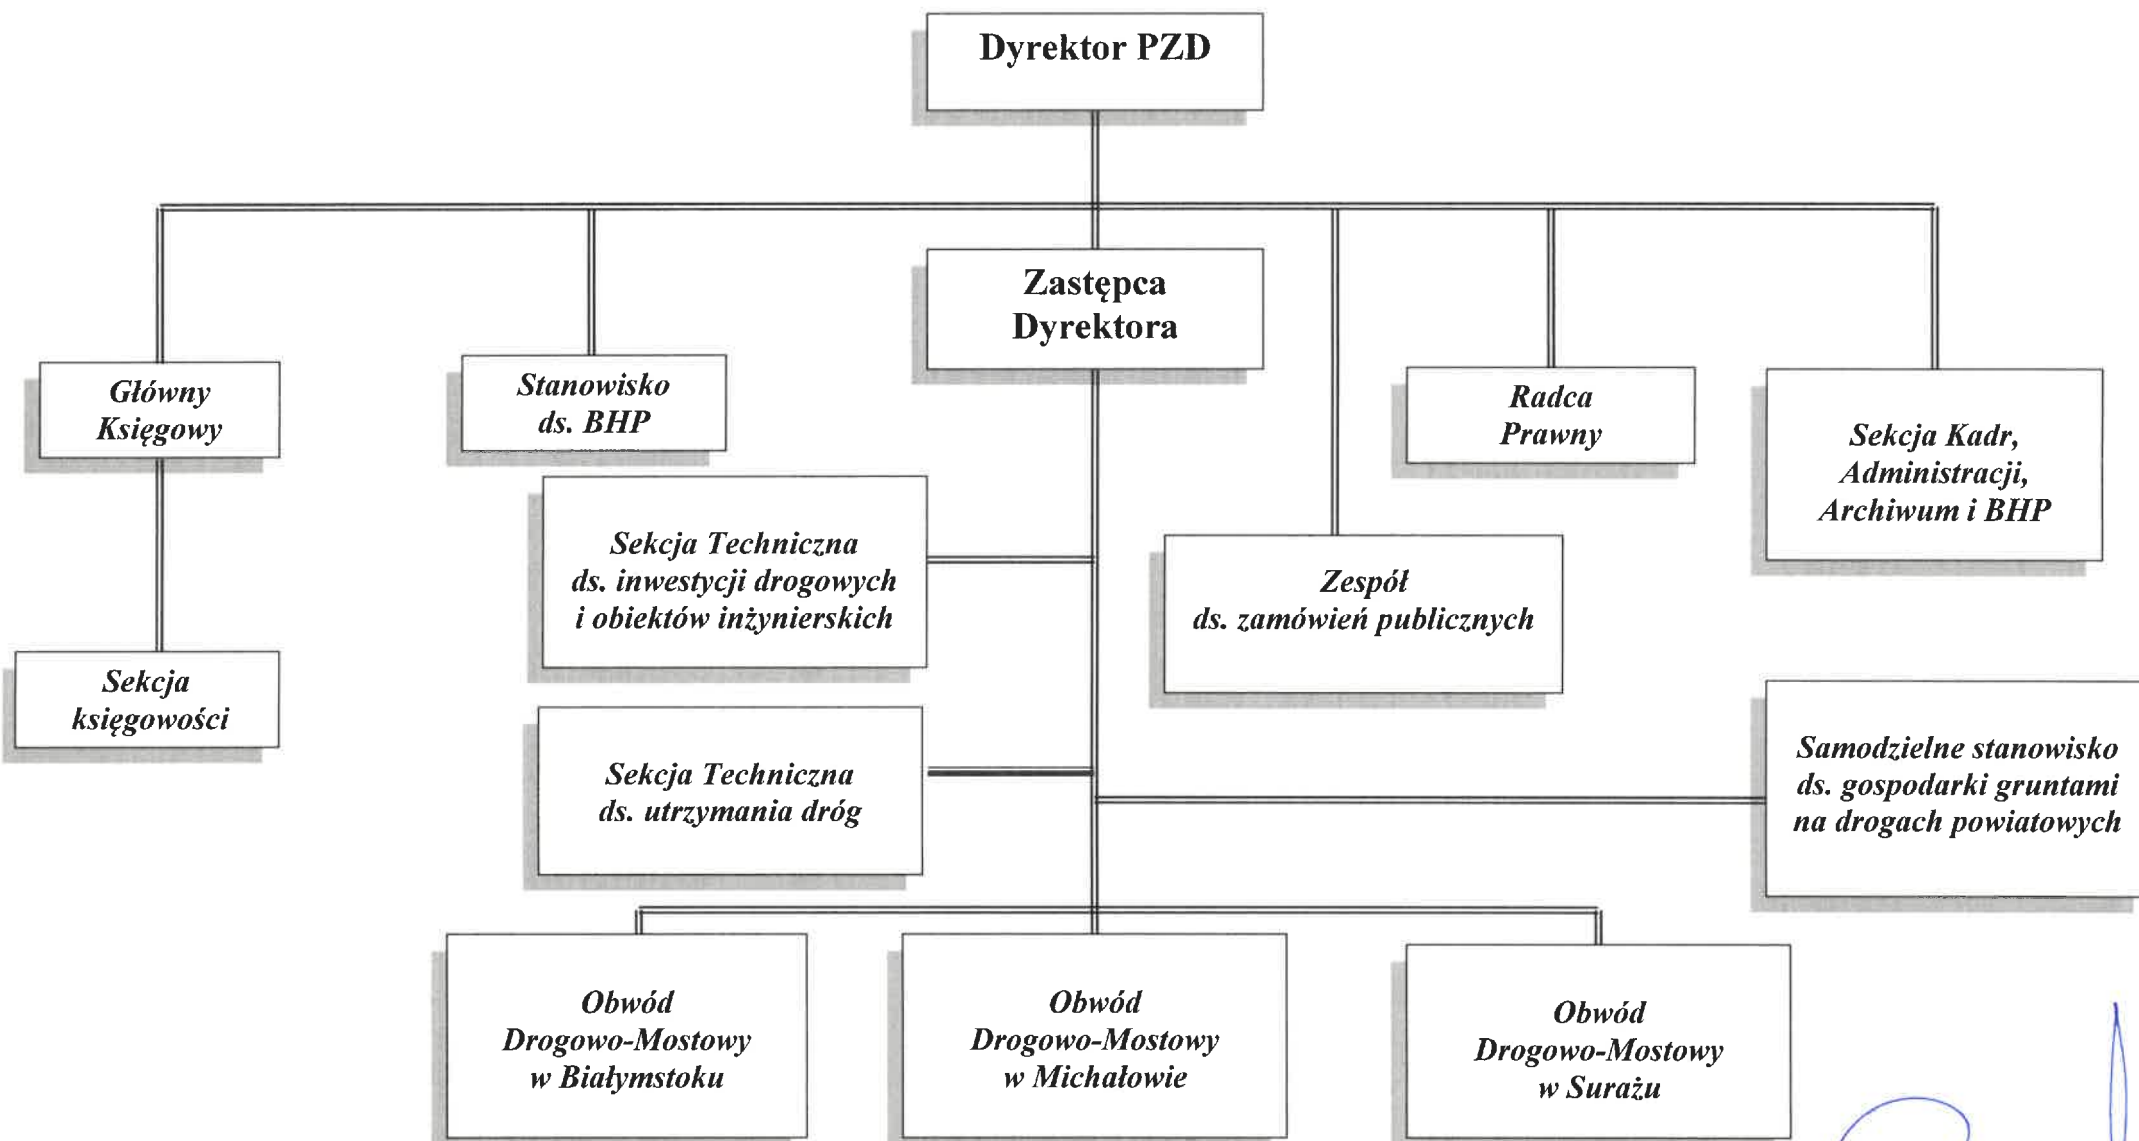 Dyrektor PZD
Zastępca
Dyrektora
Główny
Księgowy
Stanowisko
ds. BHP
Radca
Prawny
Sekcja Kadr,
Administracji,
Archiwum i BHP
Sekcja Techniczna
ds. inwestycji drogowych
i obiektów inżynierskich
Zespół
ds. zamówień publicznych
Sekcja
księgowości
Sekcja Techniczna
ds. utrzymania dróg
Samodzielne stanowisko
ds. gospodarki gruntami
na drogach powiatowych
Obwód
Drogowo-Mostowy
w Białymstoku
Obwód
Drogowo-Mostowy
w Michałowie
Obwód
Drogowo-Mostowy
w Surażu